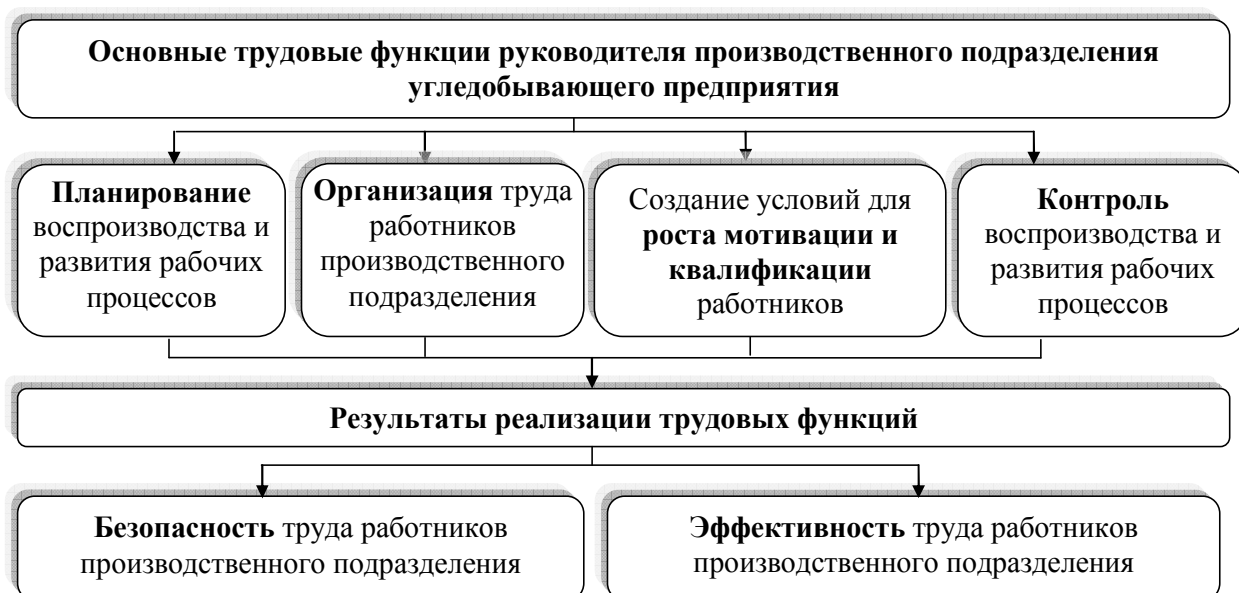 Основные трудовые функции руководителя производственного подразделения
угледобывающего предприятия
Планирование
воспроизводства и
развития рабочих
процессов
Организация труда
работников
производственного
подразделения
Создание условий для
роста мотивации и
квалификации
работников
Контроль
воспроизводства и
развития рабочих
процессов
Результаты реализации трудовых функций
Безопасность труда работников
производственного подразделения
Эффективность труда работников
производственного подразделения